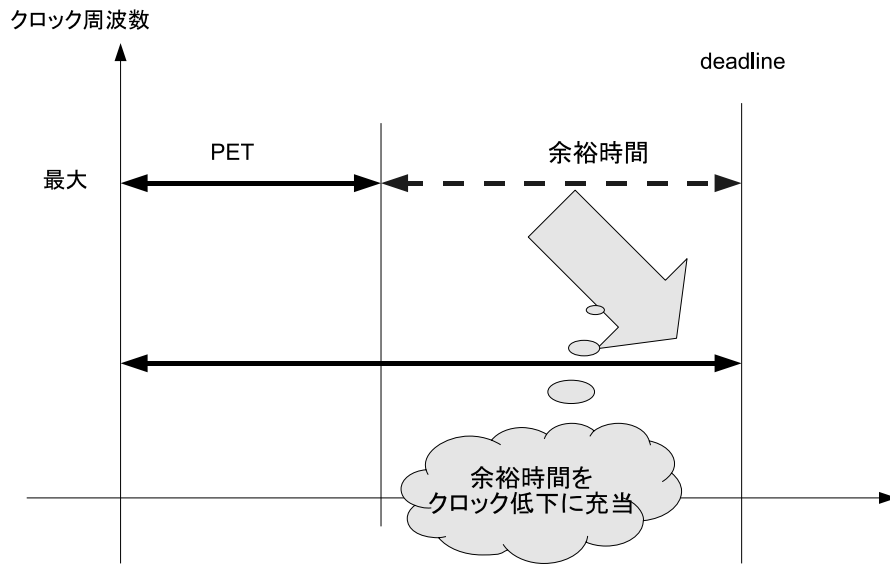 クロック周波数
deadline
PET
余裕時間
最大
余裕時間を
クロック低下に充当